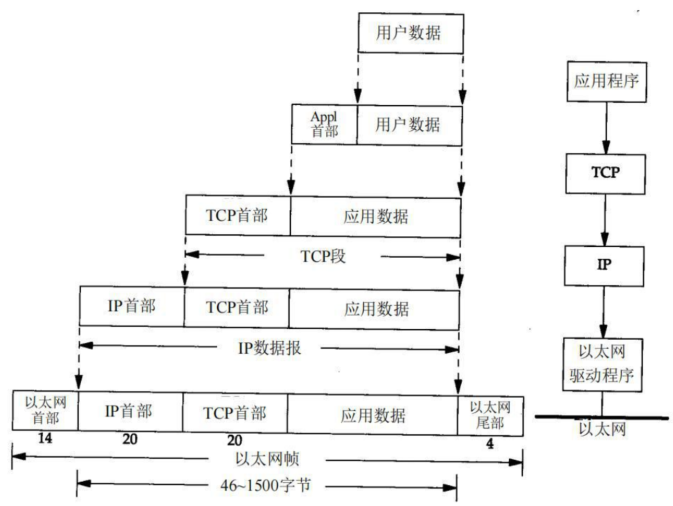 用户数据
Appl
首部
用户数据
TCP首部
应用数据
TCP段
IP首部
TCP首部
应用数据
IP数据报
以太网
首部
IP首部
TCP首部
应用数据
以太网
尾部
14
20
20
4
以太网帧
46~1500字节
应用程序
TCP
IP
以太网
驱动程序
以太网